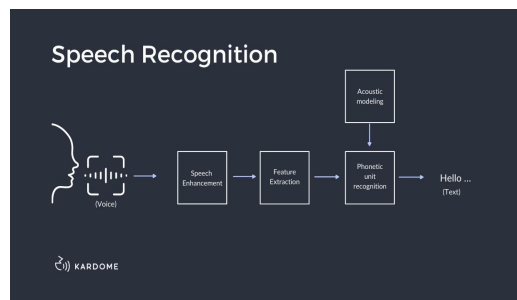 Speech Recognition
Acoustic
modeling
Speech
Enhancement
Feature
Extraction
Phonetic
unit
recognition
Hello ...
(Text)
(Voice)
KARDOME